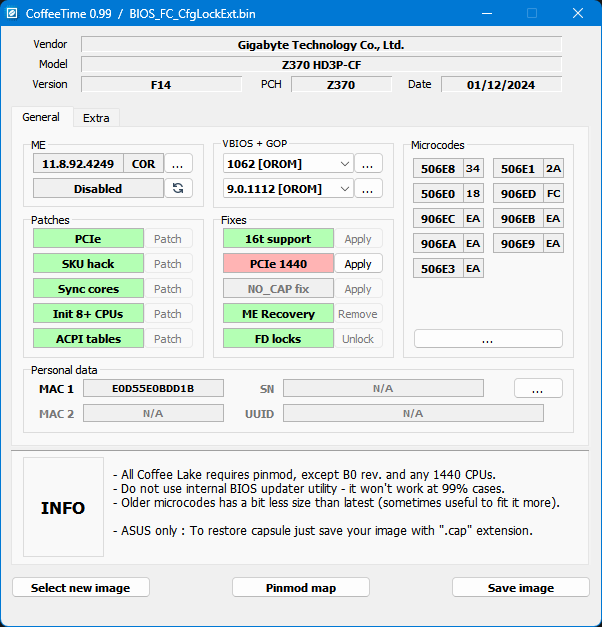 CoffeeTime 0.99 / BIOS_FC_CfgLockExt.bin
Vendor Gigabyte Technology Co., Ltd.
Model Z370 HD3P-CF
Version F14 PCH Z370 Date 01/12/2024
General Extra
ME
11.8.92.4249 COR ...
Disabled
VBIOS + GOP
1062 [OROM] ...
9.0.1112 [OROM] ...
Microcodes
506E8 34 506E1 2A
506E0 18 906ED FC
906EC EA 906EB EA
906EA EA 906E9 EA
506E3 EA
...
Patches
PCIe Patch
SKU hack Patch
Sync cores Patch
Init 8+ CPUs Patch
ACPI tables Patch
Fixes
16t support Apply
PCIe 1440 Apply
NO_CAP fix Apply
ME Recovery Remove
FD locks Unlock
Personal data
MAC 1 E0D55E0BDD1B SN N/A ...
MAC 2 N/A UUID N/A
INFO
- All Coffee Lake requires pinmod, except B0 rev. and any 1440 CPUs.
- Do not use internal BIOS updater utility - it won't work at 99% cases.
- Older microcodes has a bit less size than latest (sometimes useful to fit it more).
- ASUS only : To restore capsule just save your image with ".cap" extension.
Select new image Pinmod map Save image